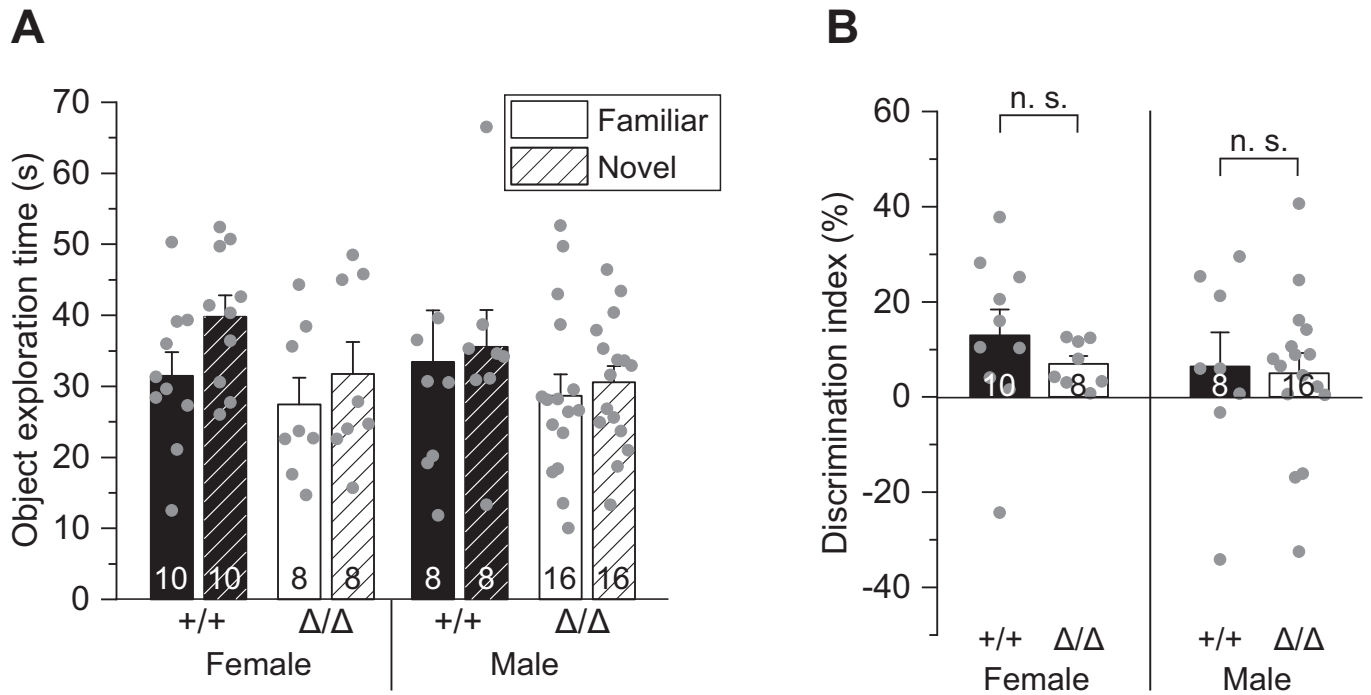 A
Object exploration time (s)
70
60
50
40
30
20
10
0
Familiar
Novel
10 10 8 8 8 8 16 16
+/+ Δ/Δ +/+ Δ/Δ
Female Male
B
Discrimination index (%)
60
40
20
0
-20
-40
n. s.
n. s.
10 8 8 16
+/+ Δ/Δ +/+ Δ/Δ
Female Male